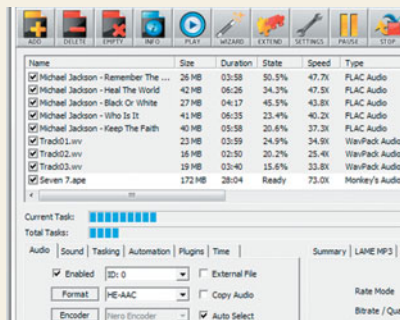 ADD DELETE EMPTY INFO PLAY WIZARD EXTEND SETTINGS PAUSE STOP
Name Size Duration State Speed Type
Michael Jackson - Remember The ... 26 MB 03:58 50.5% 47.7X FLAC Audio
Michael Jackson - Heal The World 42 MB 06:26 34.3% 47.5X FLAC Audio
Michael Jackson - Black Or White 27 MB 04:17 45.5% 43.8X FLAC Audio
Michael Jackson - Who Is It 41 MB 06:35 23.4% 40.2X FLAC Audio
Michael Jackson - Keep The Faith 40 MB 05:58 20.6% 37.3X FLAC Audio
Track01.wv 23 MB 03:59 24.9% 34.9X WavPack Audio
Track02.wv 16 MB 02:50 20.2% 25.4X WavPack Audio
Track03.wv 19 MB 03:40 15.6% 33.8X WavPack Audio
Seven 7.ape 172 MB 28:04 Ready 73.0X Monkey's Audio
Current Task:
Total Tasks:
Audio Sound Tasking Automation Plugins Time Summary LAME MP3
Enabled ID: 0 External File
Format HE-AAC Copy Audio Rate Mode
Encoder Nero Encoder Auto Select Bitrate / Qua